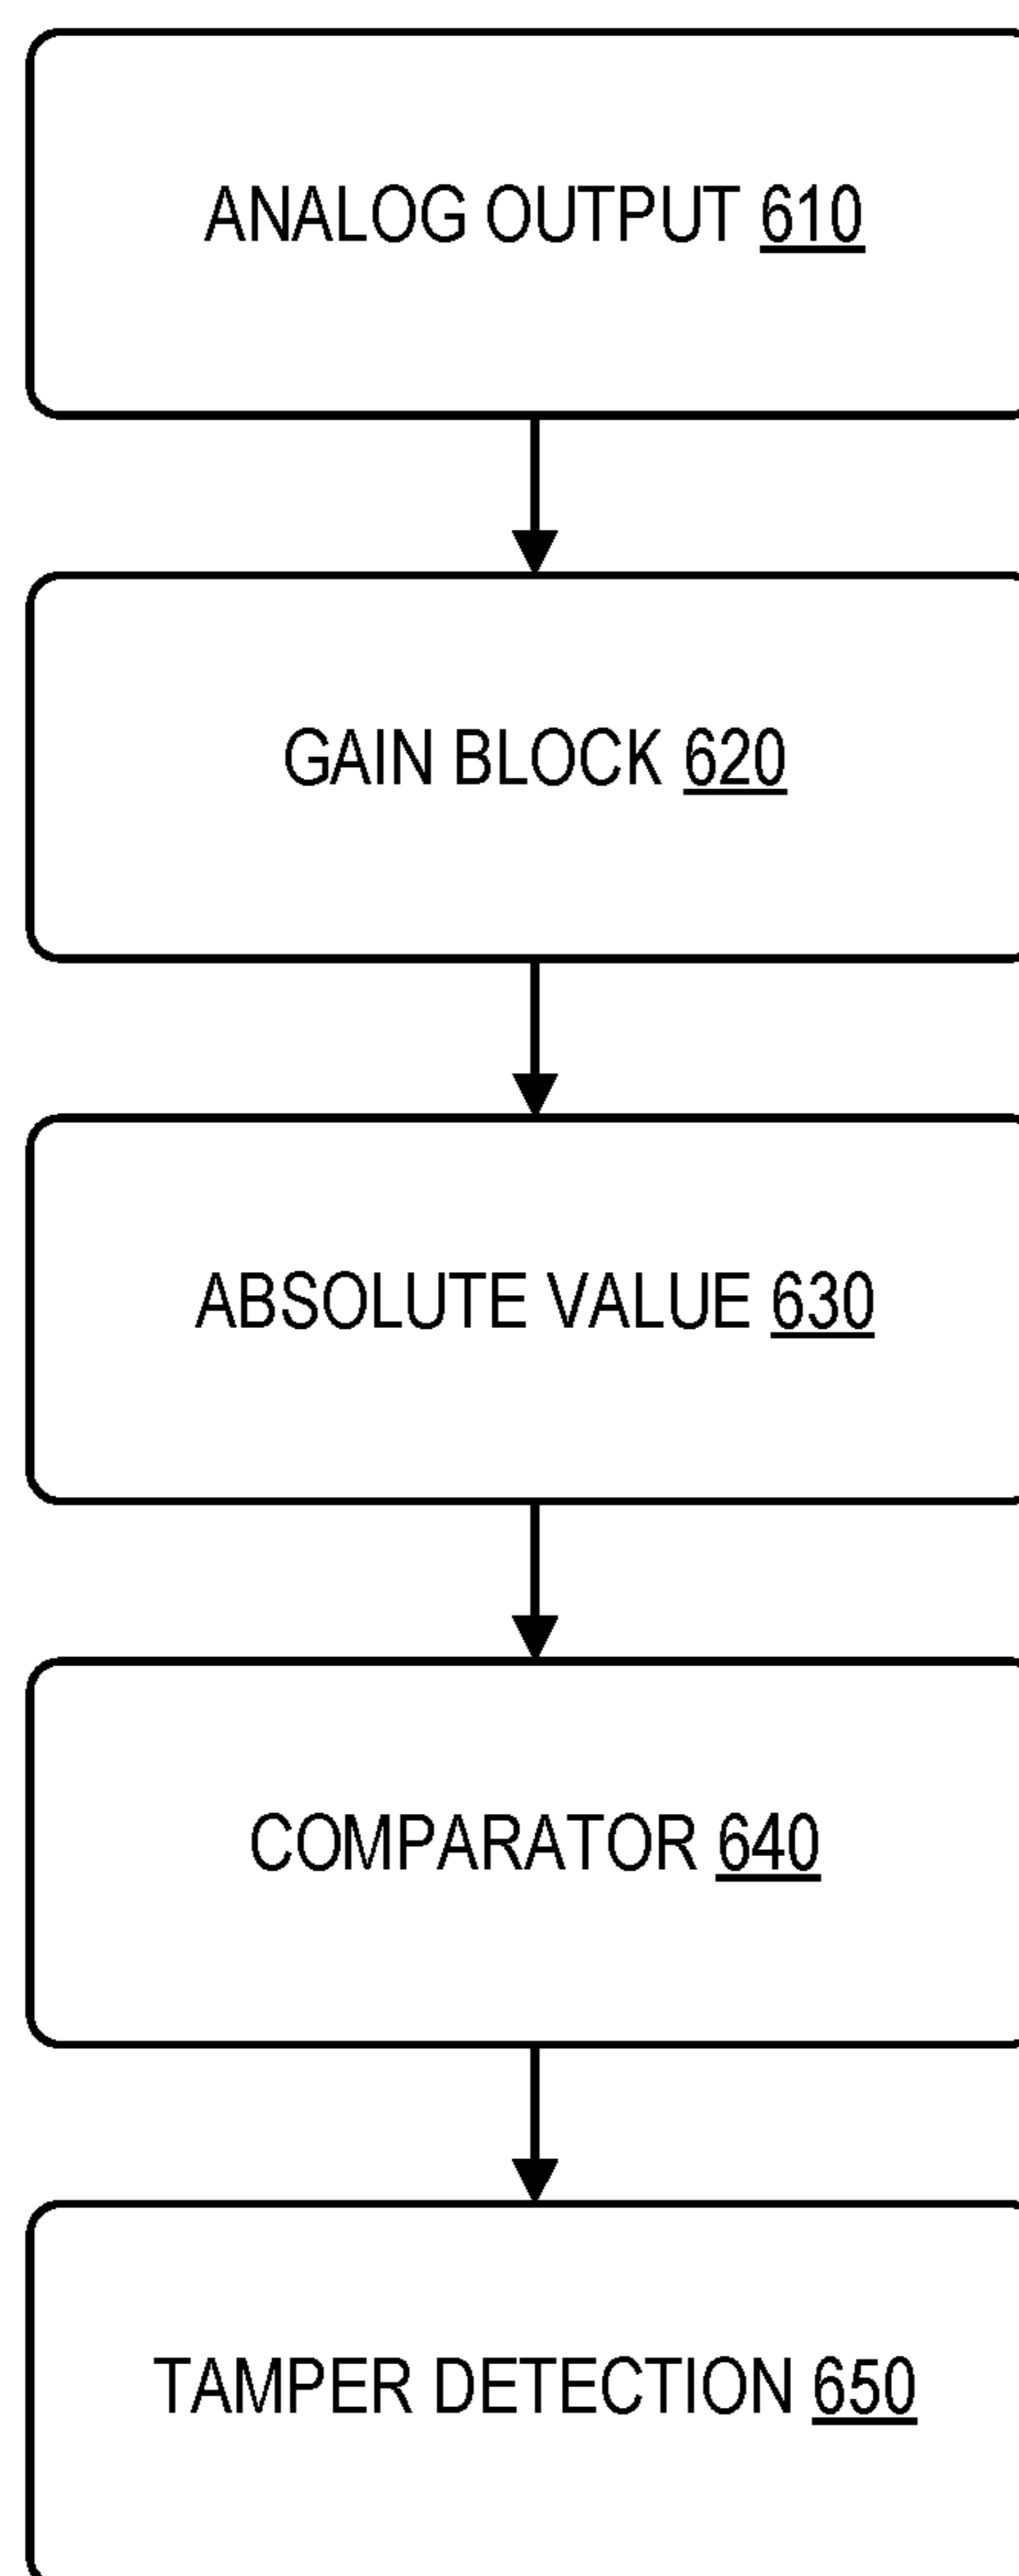 ANALOG OUTPUT 610
GAIN BLOCK 620
ABSOLUTE VALUE 630
COMPARATOR 640
TAMPER DETECTION 650